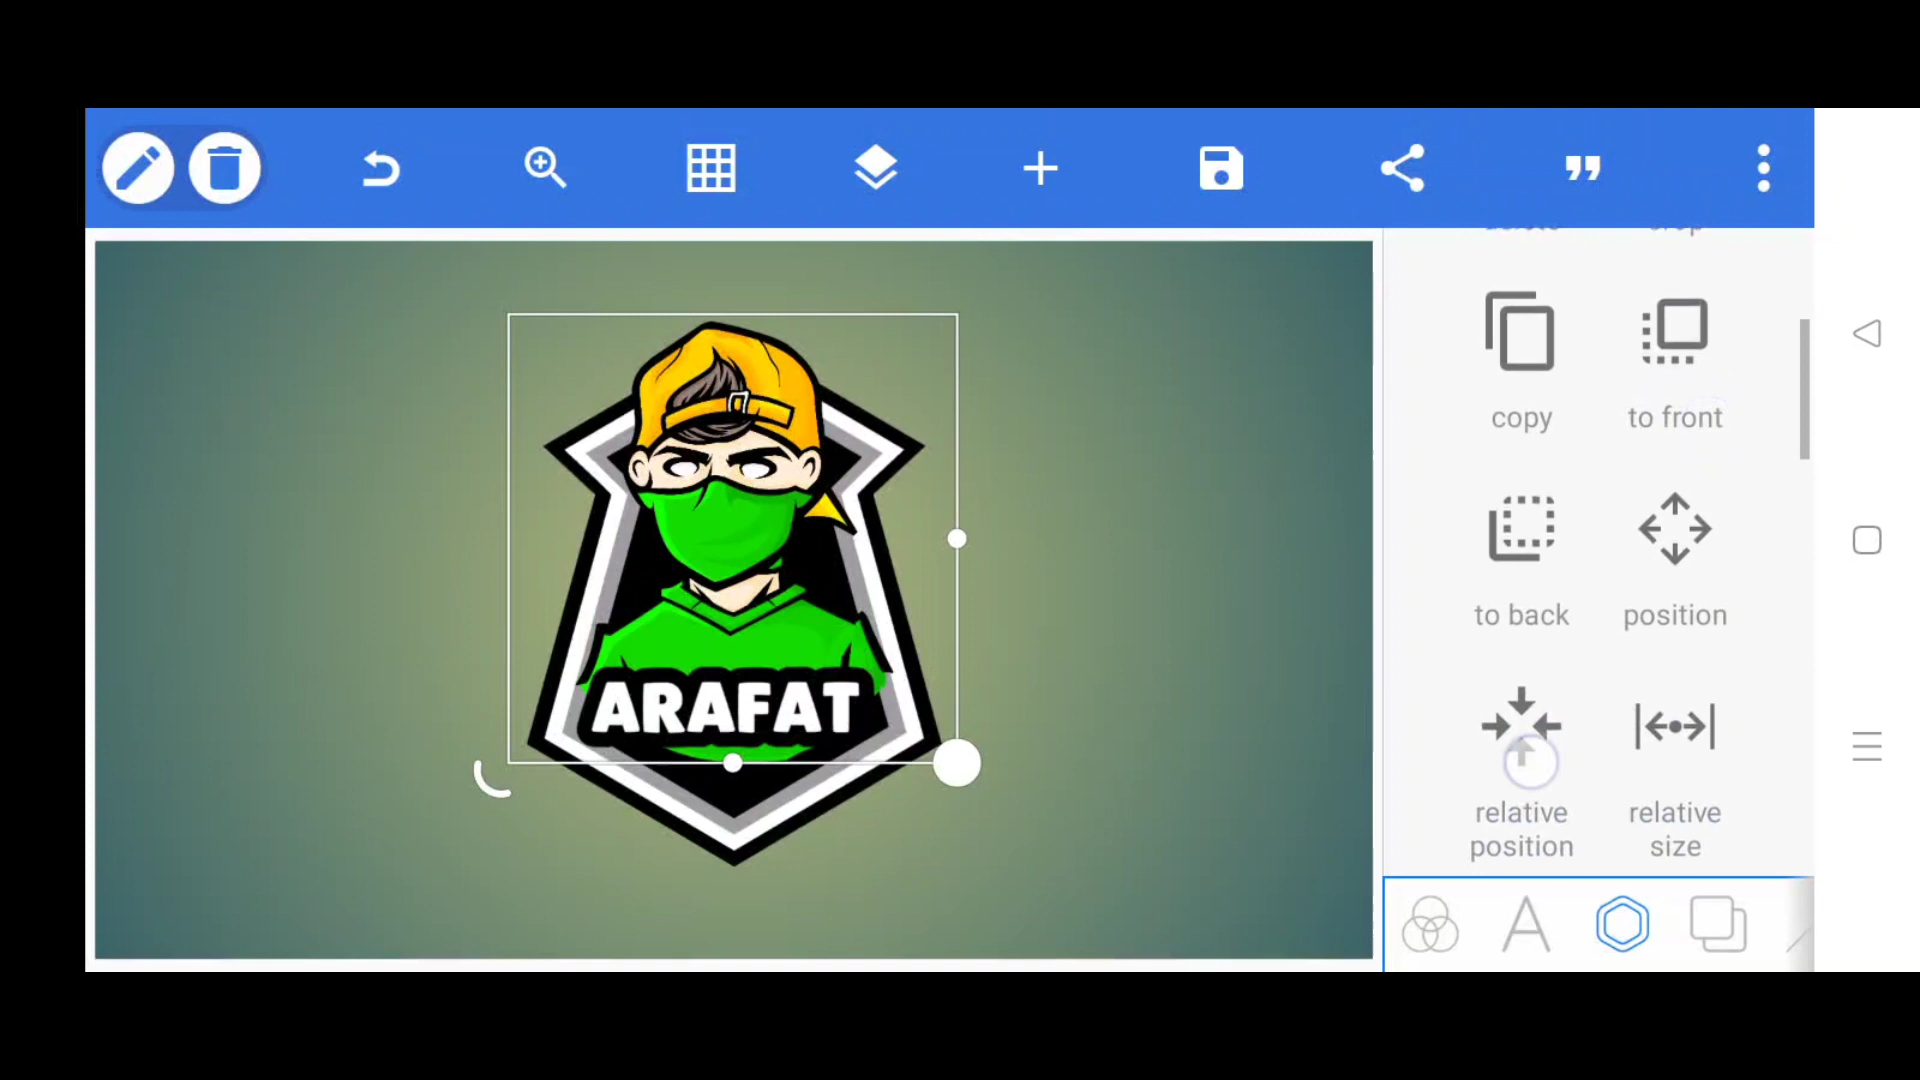 copy
to front
to back
position
relative
position
relative
size
ARAFAT